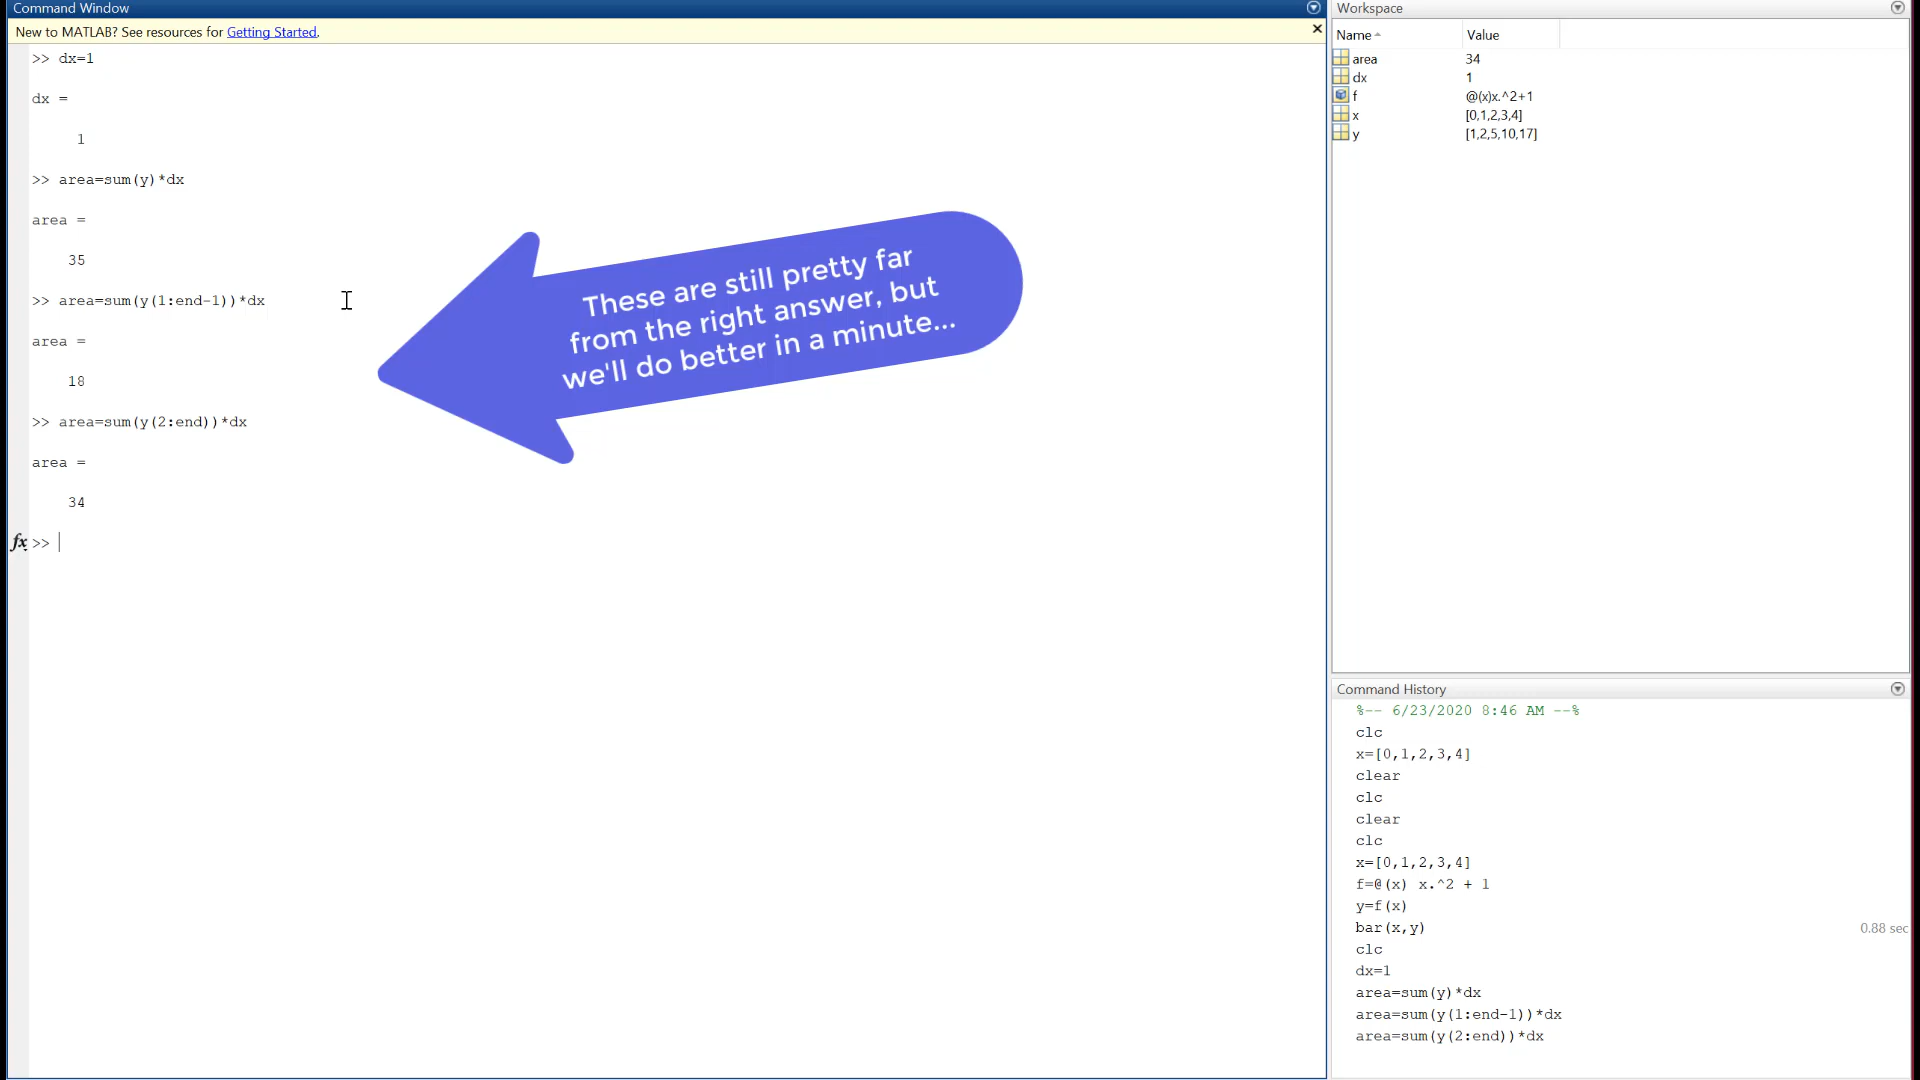 Command Window
New to MATLAB? See resources for Getting Started.
>> dx=1
dx =
1
>> area=sum(y)*dx
area =
35
>> area=sum(y(1:end-1))*dx
area =
18
>> area=sum(y(2:end))*dx
area =
34
fx >>
These are still pretty far
from the right answer, but
we'll do better in a minute...
Workspace
Name Value
area 34
dx 1
f @(x)x.^2+1
x [0,1,2,3,4]
y [1,2,5,10,17]
Command History
%-- 6/23/2020 8:46 AM --%
clc
x=[0,1,2,3,4]
clear
clc
clear
clc
x=[0,1,2,3,4]
f=@(x) x.^2 + 1
y=f(x)
bar(x,y) 0.88 sec
clc
dx=1
area=sum(y)*dx
area=sum(y(1:end-1))*dx
area=sum(y(2:end))*dx